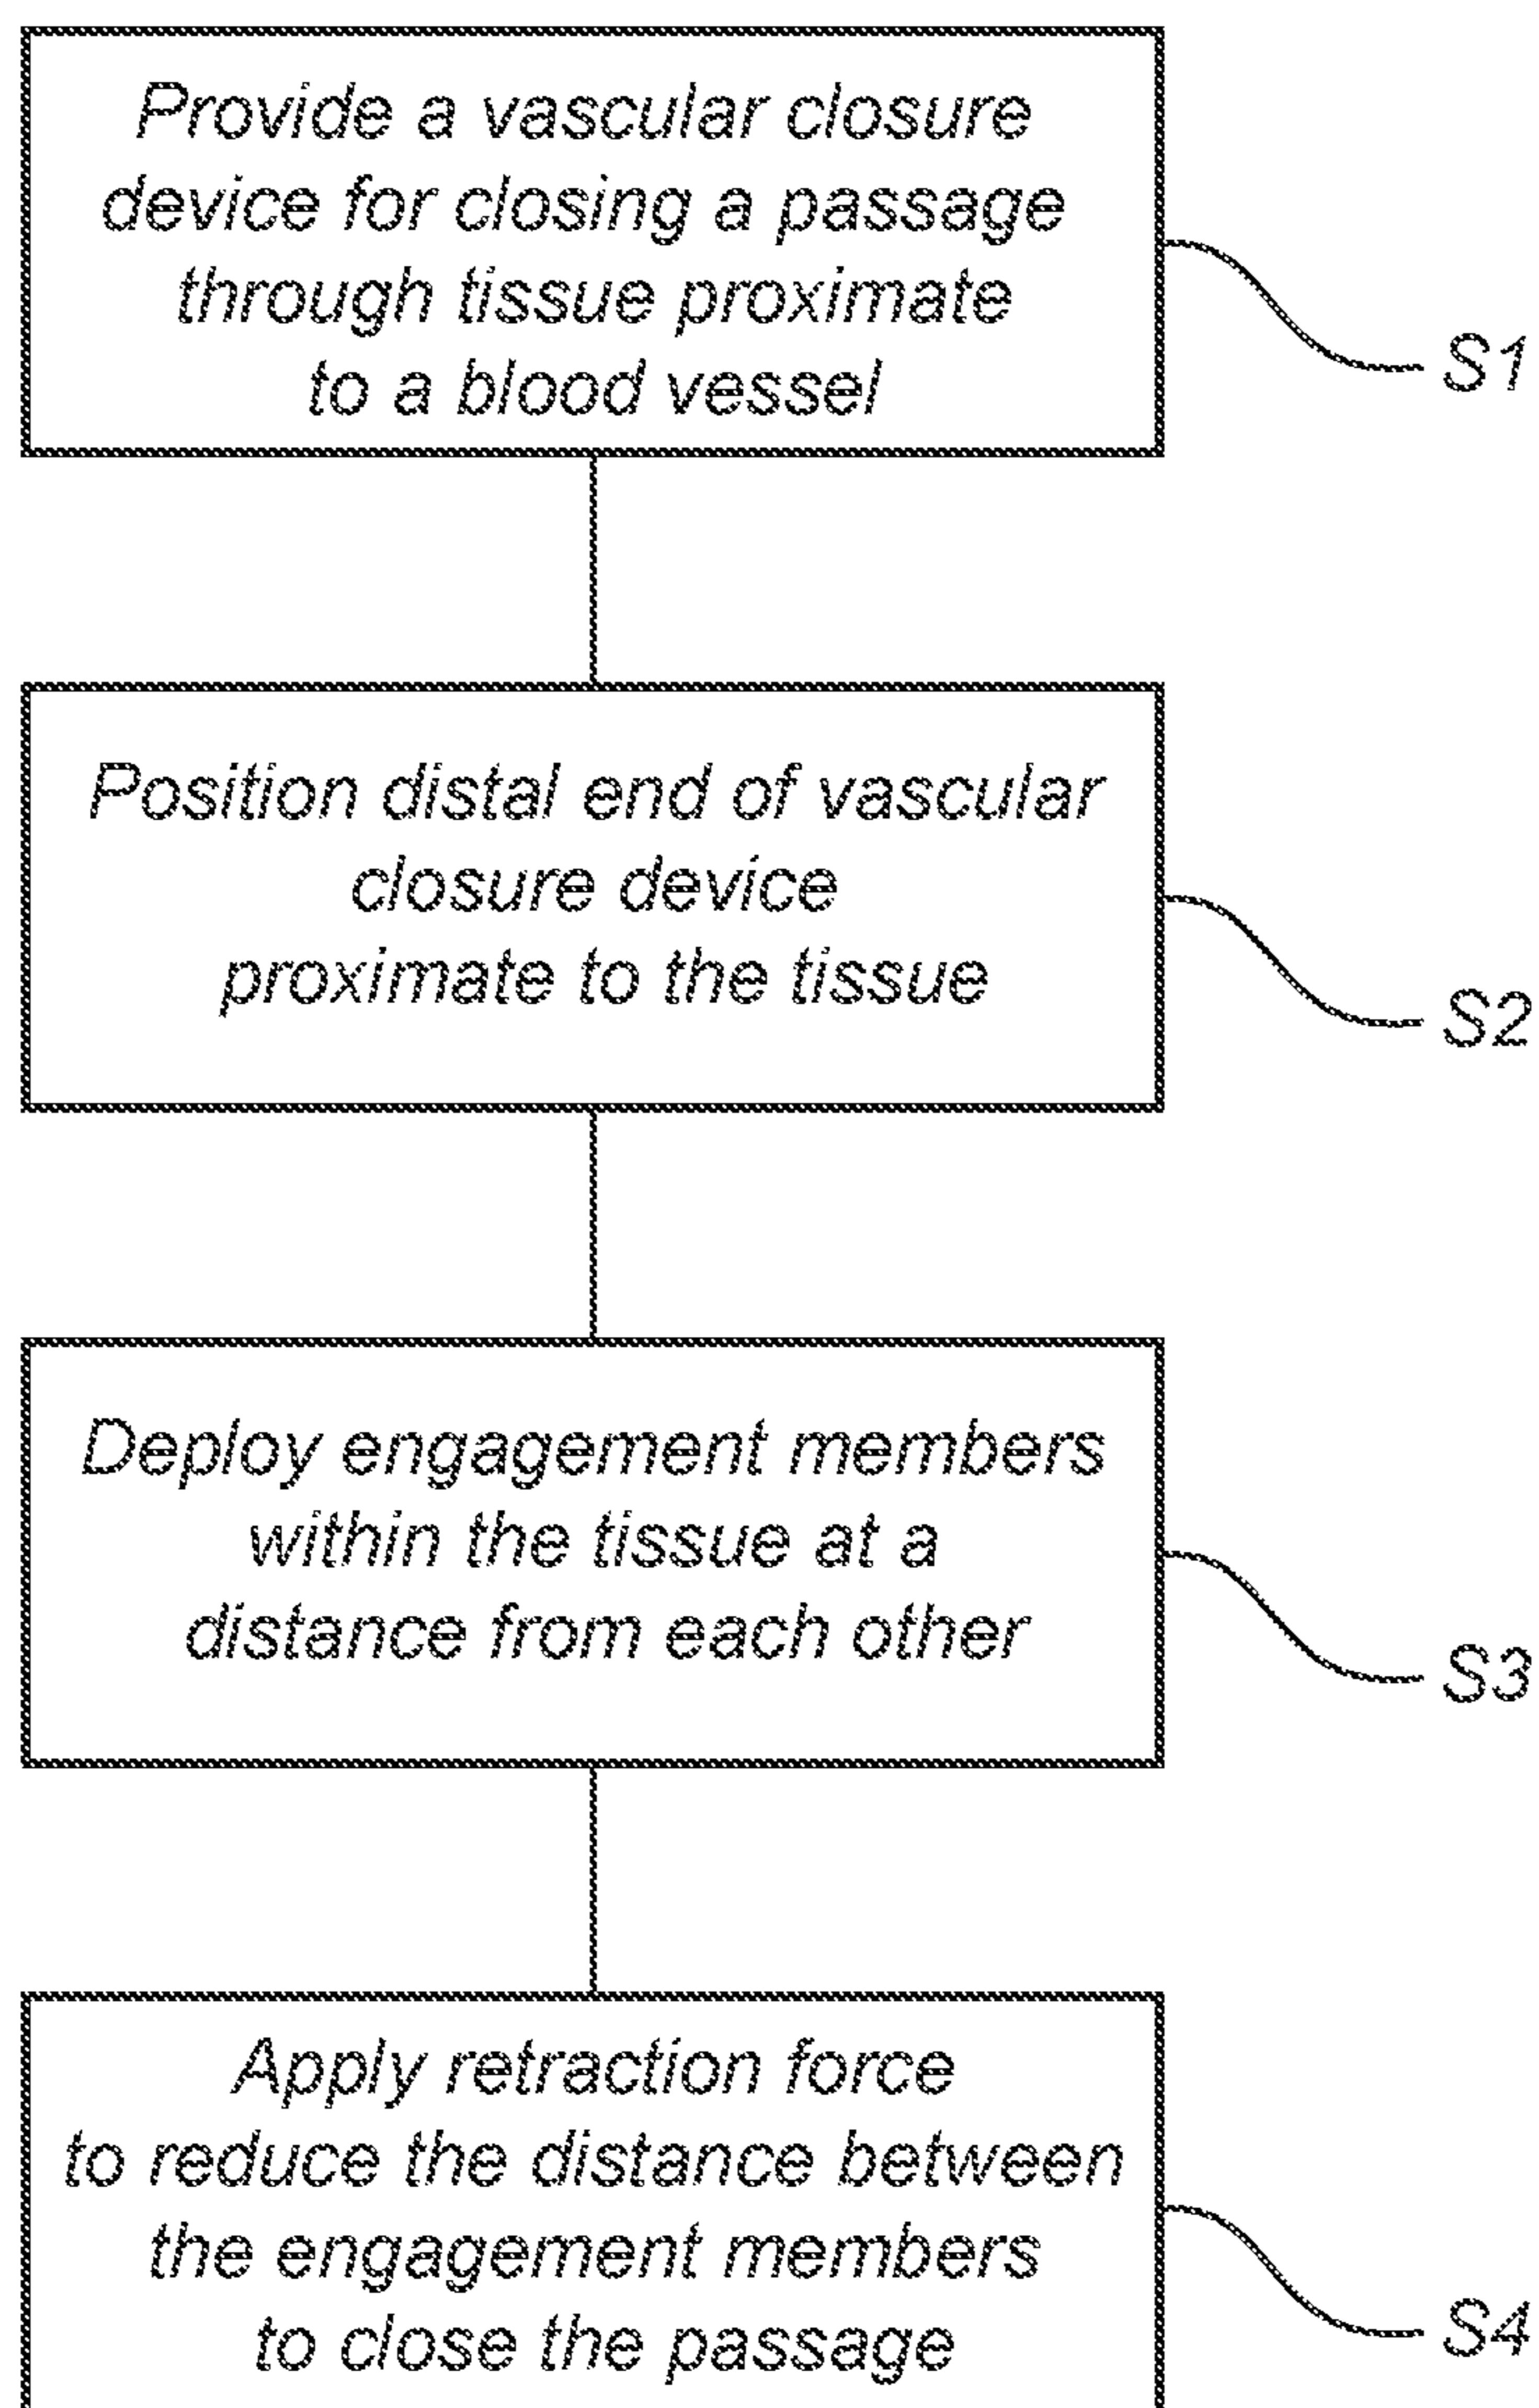 Provide a vascular closure
device for closing a passage
through tissue proximate
to a blood vessel
S1
Position distal end of vascular
closure device
proximate to the tissue
S2
Deploy engagement members
within the tissue at a
distance from each other
S3
Apply retraction force
to reduce the distance between
the engagement members
to close the passage
S4